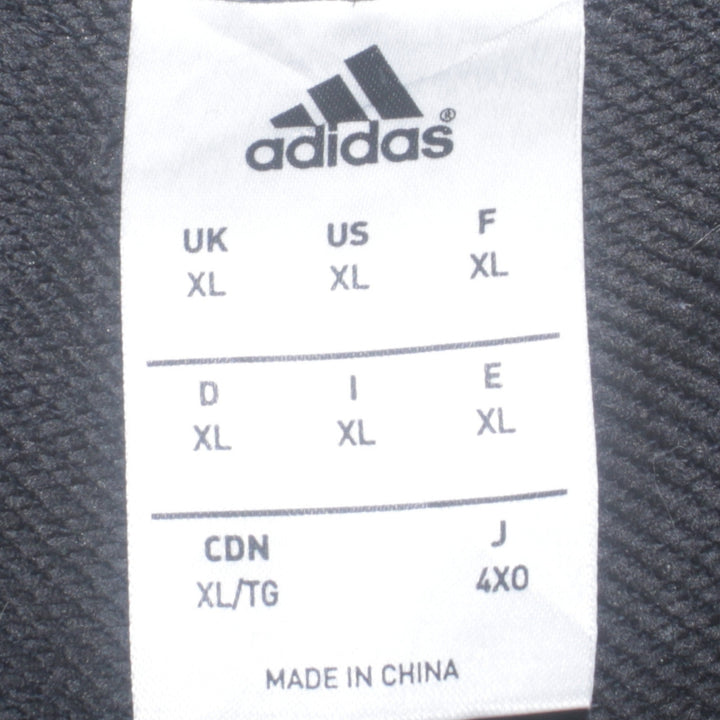 adidas®
UK US F
XL XL XL
D I E
XL XL XL
CDN J
XL/TG 4XO
MADE IN CHINA